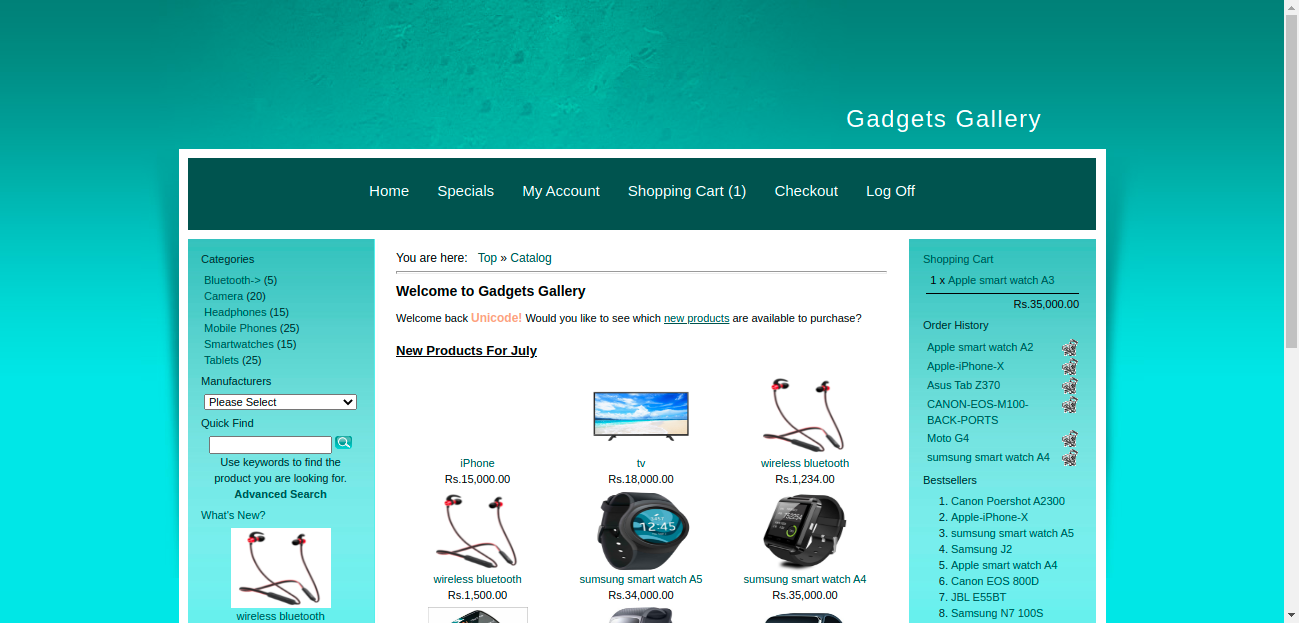 Gadgets Gallery
Home Specials My Account Shopping Cart (1) Checkout Log Off
Categories
Bluetooth-> (5)
Camera (20)
Headphones (15)
Mobile Phones (25)
Smartwatches (15)
Tablets (25)
Manufacturers
Please Select
Quick Find
Use keywords to find the
product you are looking for.
Advanced Search
What's New?
wireless bluetooth
You are here: Top » Catalog
Welcome to Gadgets Gallery
Welcome back Unicode! Would you like to see which new products are available to purchase?
New Products For July
iPhone
Rs.15,000.00
tv
Rs.18,000.00
wireless bluetooth
Rs.1,234.00
wireless bluetooth
Rs.1,500.00
12:45
sumsung smart watch A5
Rs.34,000.00
sumsung smart watch A4
Rs.35,000.00
Shopping Cart
1 x Apple smart watch A3
Rs.35,000.00
Order History
Apple smart watch A2
Apple-iPhone-X
Asus Tab Z370
CANON-EOS-M100-
BACK-PORTS
Moto G4
sumsung smart watch A4
Bestsellers
1. Canon Poershot A2300
2. Apple-iPhone-X
3. sumsung smart watch A5
4. Samsung J2
5. Apple smart watch A4
6. Canon EOS 800D
7. JBL E55BT
8. Samsung N7 100S